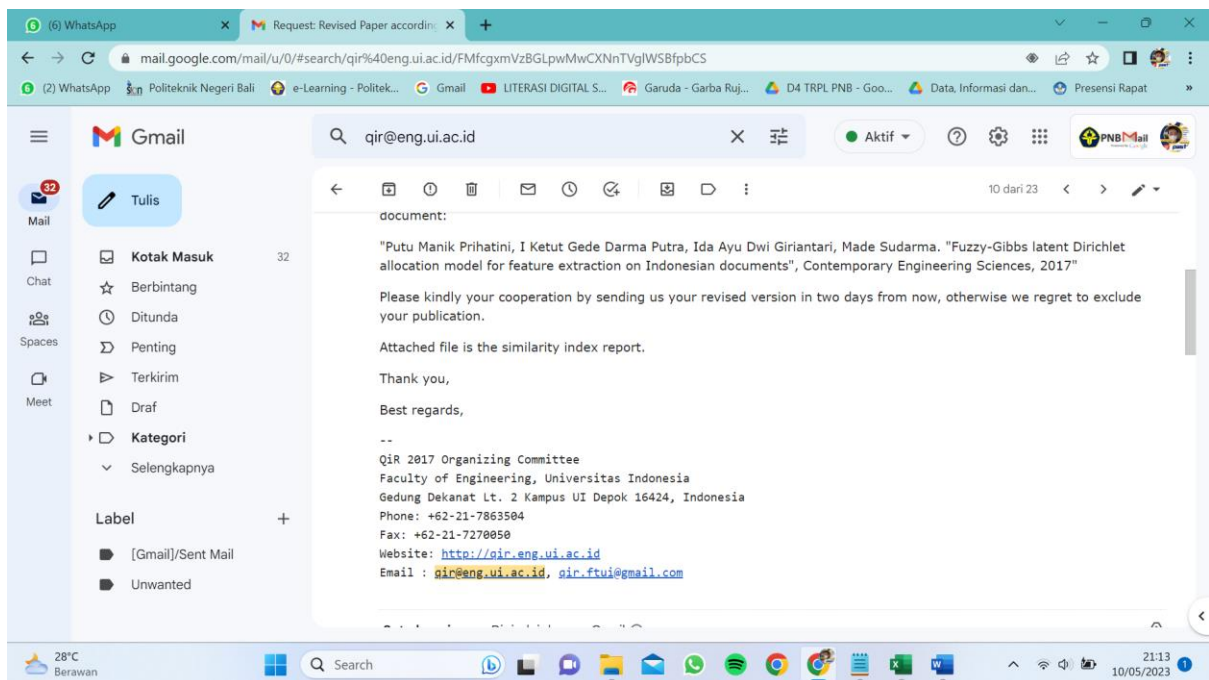 (6) WhatsApp
Request: Revised Paper according
mail.google.com/mail/u/0/#search/qir%40eng.ui.ac.id/FMfcgxmVzBGLpwMwCXNnTVglWSBfpbCS
(2) WhatsApp
Politeknik Negeri Bali
e-Learning - Politek...
Gmail
LITERASI DIGITAL S...
Garuda - Garba Ruj...
D4 TRPL PNB - Goo...
Data, Informasi dan...
Presensi Rapat
»
Gmail
qir@eng.ui.ac.id
Aktif
PNBMail
32
Mail
Chat
Spaces
Meet
Tulis
Kotak Masuk 32
Berbintang
Ditunda
Penting
Terkirim
Draf
Kategori
Selengkapnya
Label +
[Gmail]/Sent Mail
Unwanted
10 dari 23
document:
"Putu Manik Prihatini, I Ketut Gede Darma Putra, Ida Ayu Dwi Giriantari, Made Sudarma. "Fuzzy-Gibbs latent Dirichlet
allocation model for feature extraction on Indonesian documents", Contemporary Engineering Sciences, 2017"
Please kindly your cooperation by sending us your revised version in two days from now, otherwise we regret to exclude
your publication.
Attached file is the similarity index report.
Thank you,
Best regards,
--
QiR 2017 Organizing Committee
Faculty of Engineering, Universitas Indonesia
Gedung Dekanat Lt. 2 Kampus UI Depok 16424, Indonesia
Phone: +62-21-7863504
Fax: +62-21-7270050
Website: http://qir.eng.ui.ac.id
Email : qir@eng.ui.ac.id, qir.ftui@gmail.com
28°C
Berawan
Search
21:13
10/05/2023
1